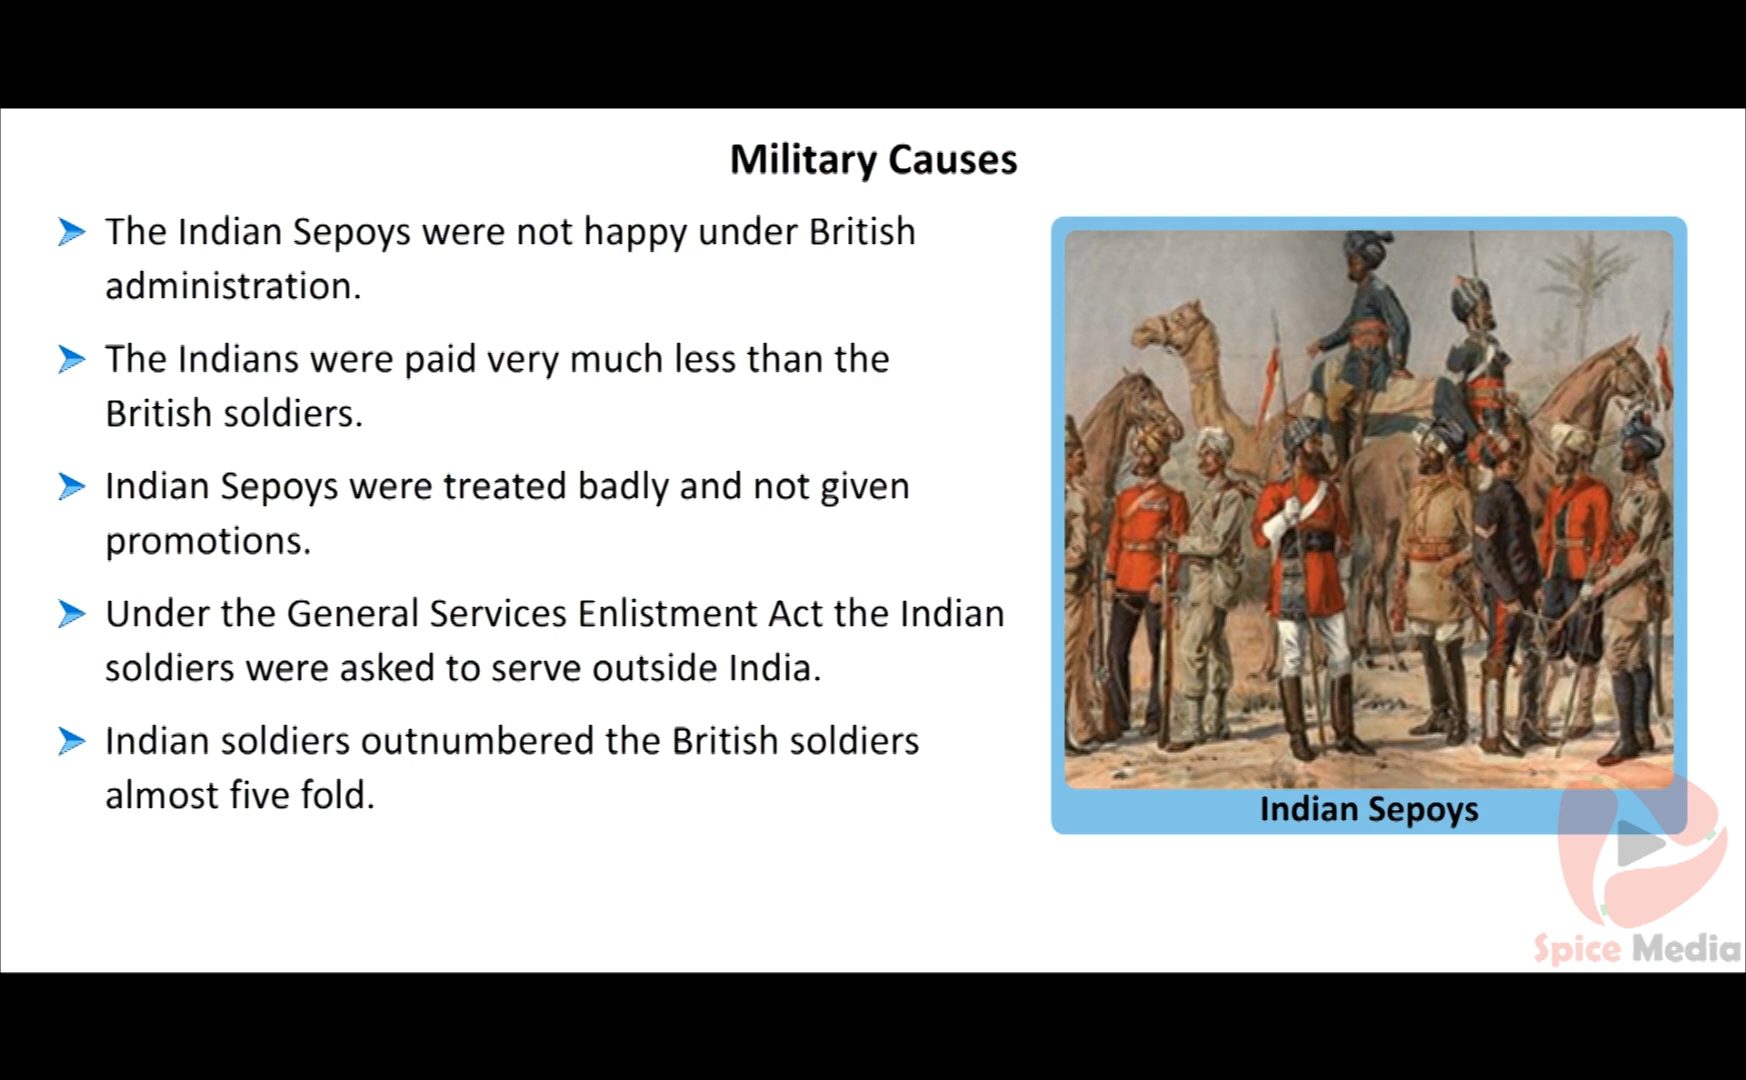 Military Causes
The Indian Sepoys were not happy under British
administration.
The Indians were paid very much less than the
British soldiers.
Indian Sepoys were treated badly and not given
promotions.
Under the General Services Enlistment Act the Indian
soldiers were asked to serve outside India.
Indian soldiers outnumbered the British soldiers
almost five fold.
Indian Sepoys
Spice Media